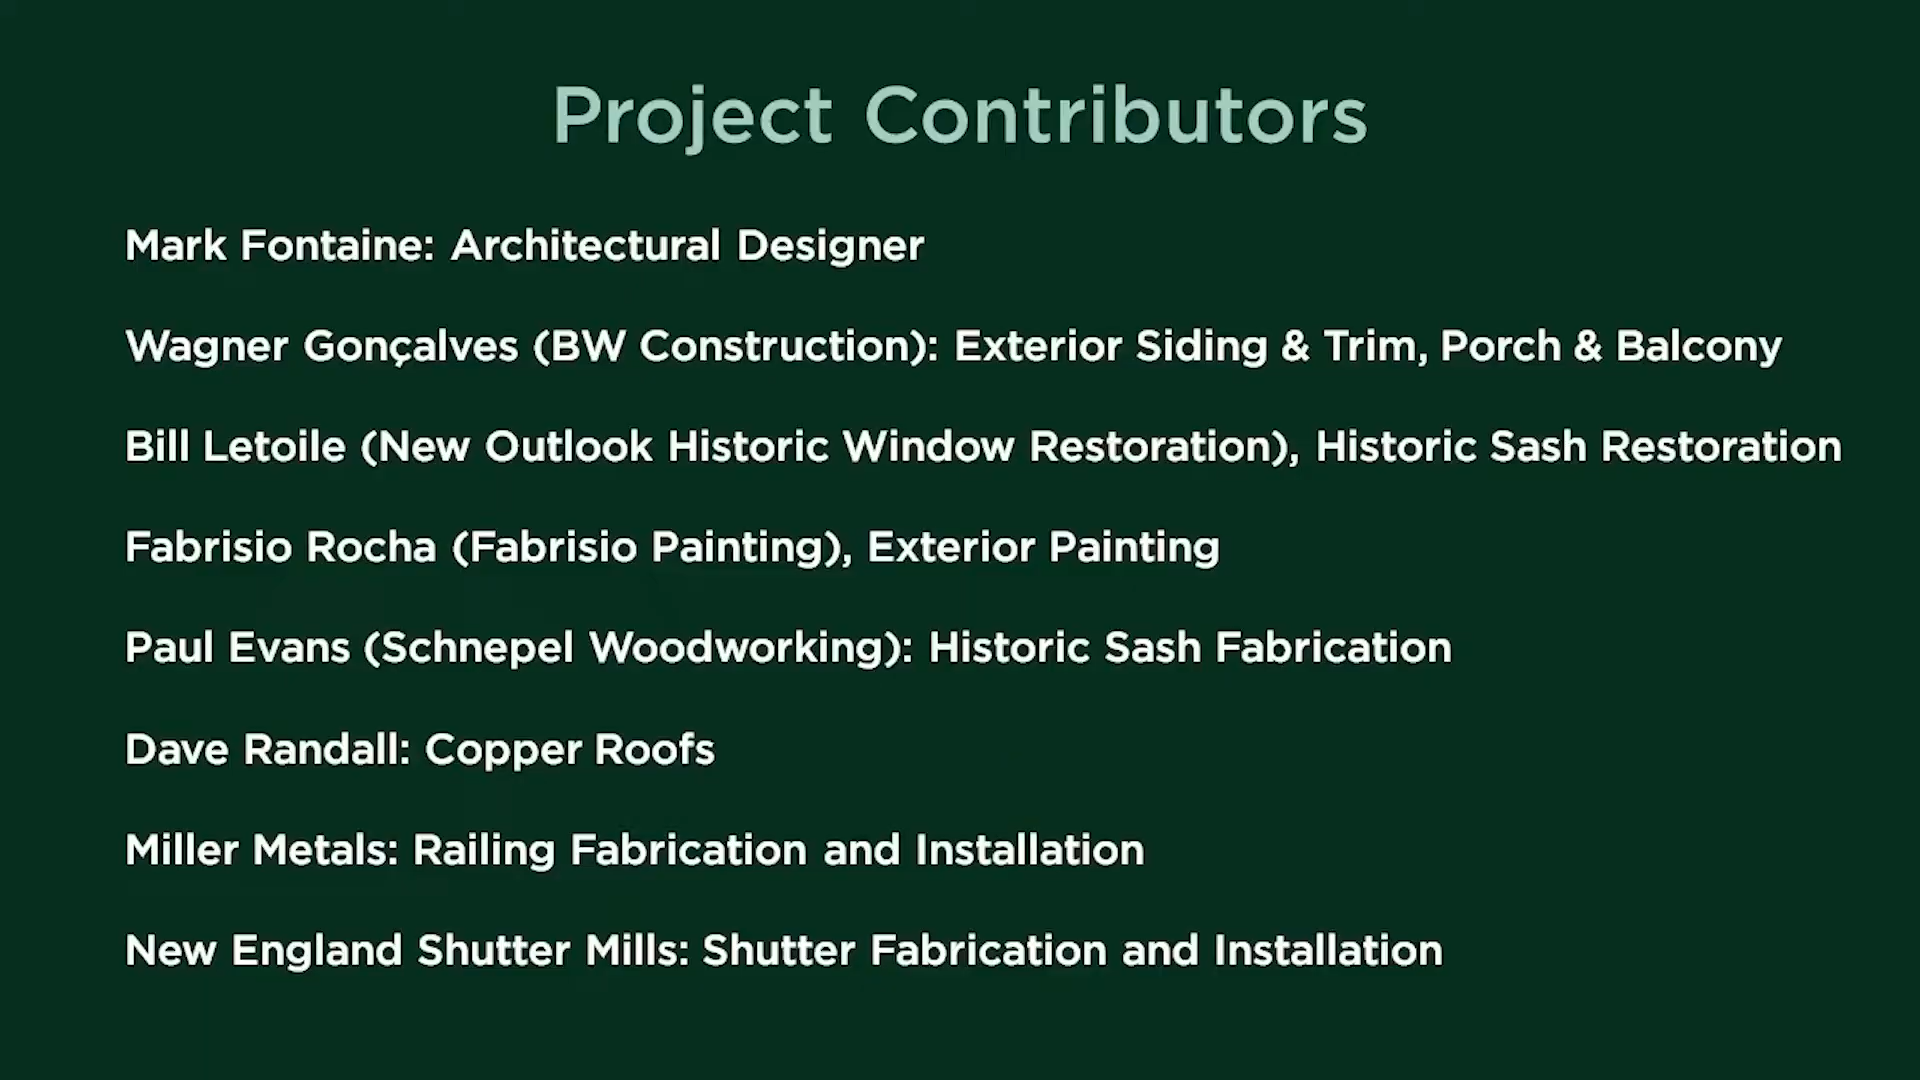 Project Contributors
Mark Fontaine: Architectural Designer
Wagner Gonçalves (BW Construction): Exterior Siding & Trim, Porch & Balcony
Bill Letoile (New Outlook Historic Window Restoration), Historic Sash Restoration
Fabrisio Rocha (Fabrisio Painting), Exterior Painting
Paul Evans (Schnepel Woodworking): Historic Sash Fabrication
Dave Randall: Copper Roofs
Miller Metals: Railing Fabrication and Installation
New England Shutter Mills: Shutter Fabrication and Installation